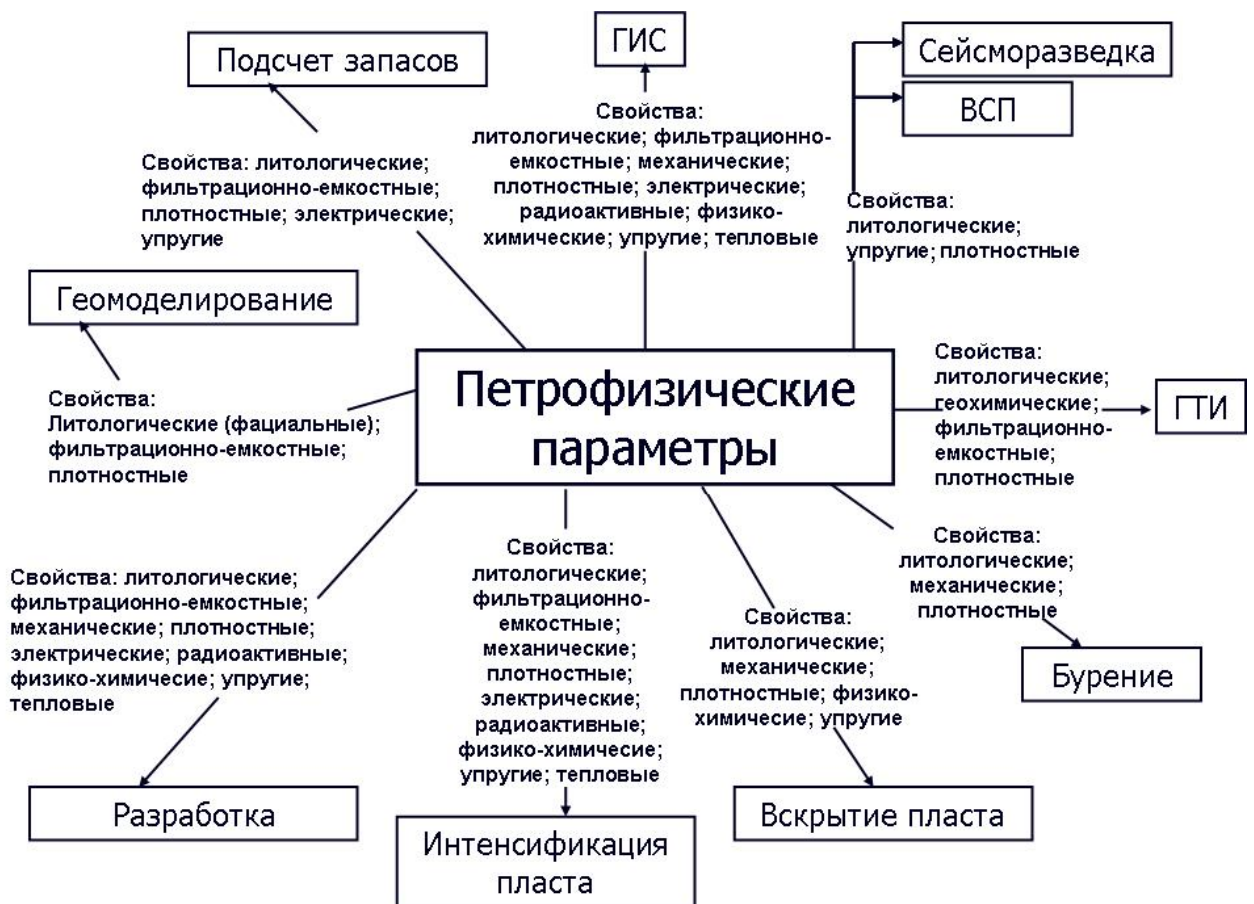 Подсчет запасов
ГИС
Сейсморазведка
ВСП
Свойства: литологические;
фильтрационно-емкостные;
плотностные; электрические;
упругие
Свойства:
литологические; фильтрационно-
емкостные; механические;
плотностные; электрические;
радиоактивные; физико-
химические; упругие; тепловые
Свойства:
литологические;
упругие; плотностные
Геомоделирование
Свойства:
Литологические (фациальные);
фильтрационно-емкостные;
плотностные
Петрофизические
параметры
Свойства:
литологические;
геохимические;
фильтрационно-
емкостные;
плотностные
ГТИ
Свойства: литологические;
фильтрационно-емкостные;
механические; плотностные;
электрические; радиоактивные;
физико-химичесие; упругие;
тепловые
Разработка
Свойства:
литологические;
фильтрационно-
емкостные;
механические;
плотностные;
электрические;
радиоактивные;
физико-химичесие;
упругие; тепловые
Интенсификация
пласта
Свойства:
литологические;
механические;
плотностные; физико-
химичесие; упругие
Вскрытие пласта
Свойства:
литологические;
механические;
плотностные
Бурение